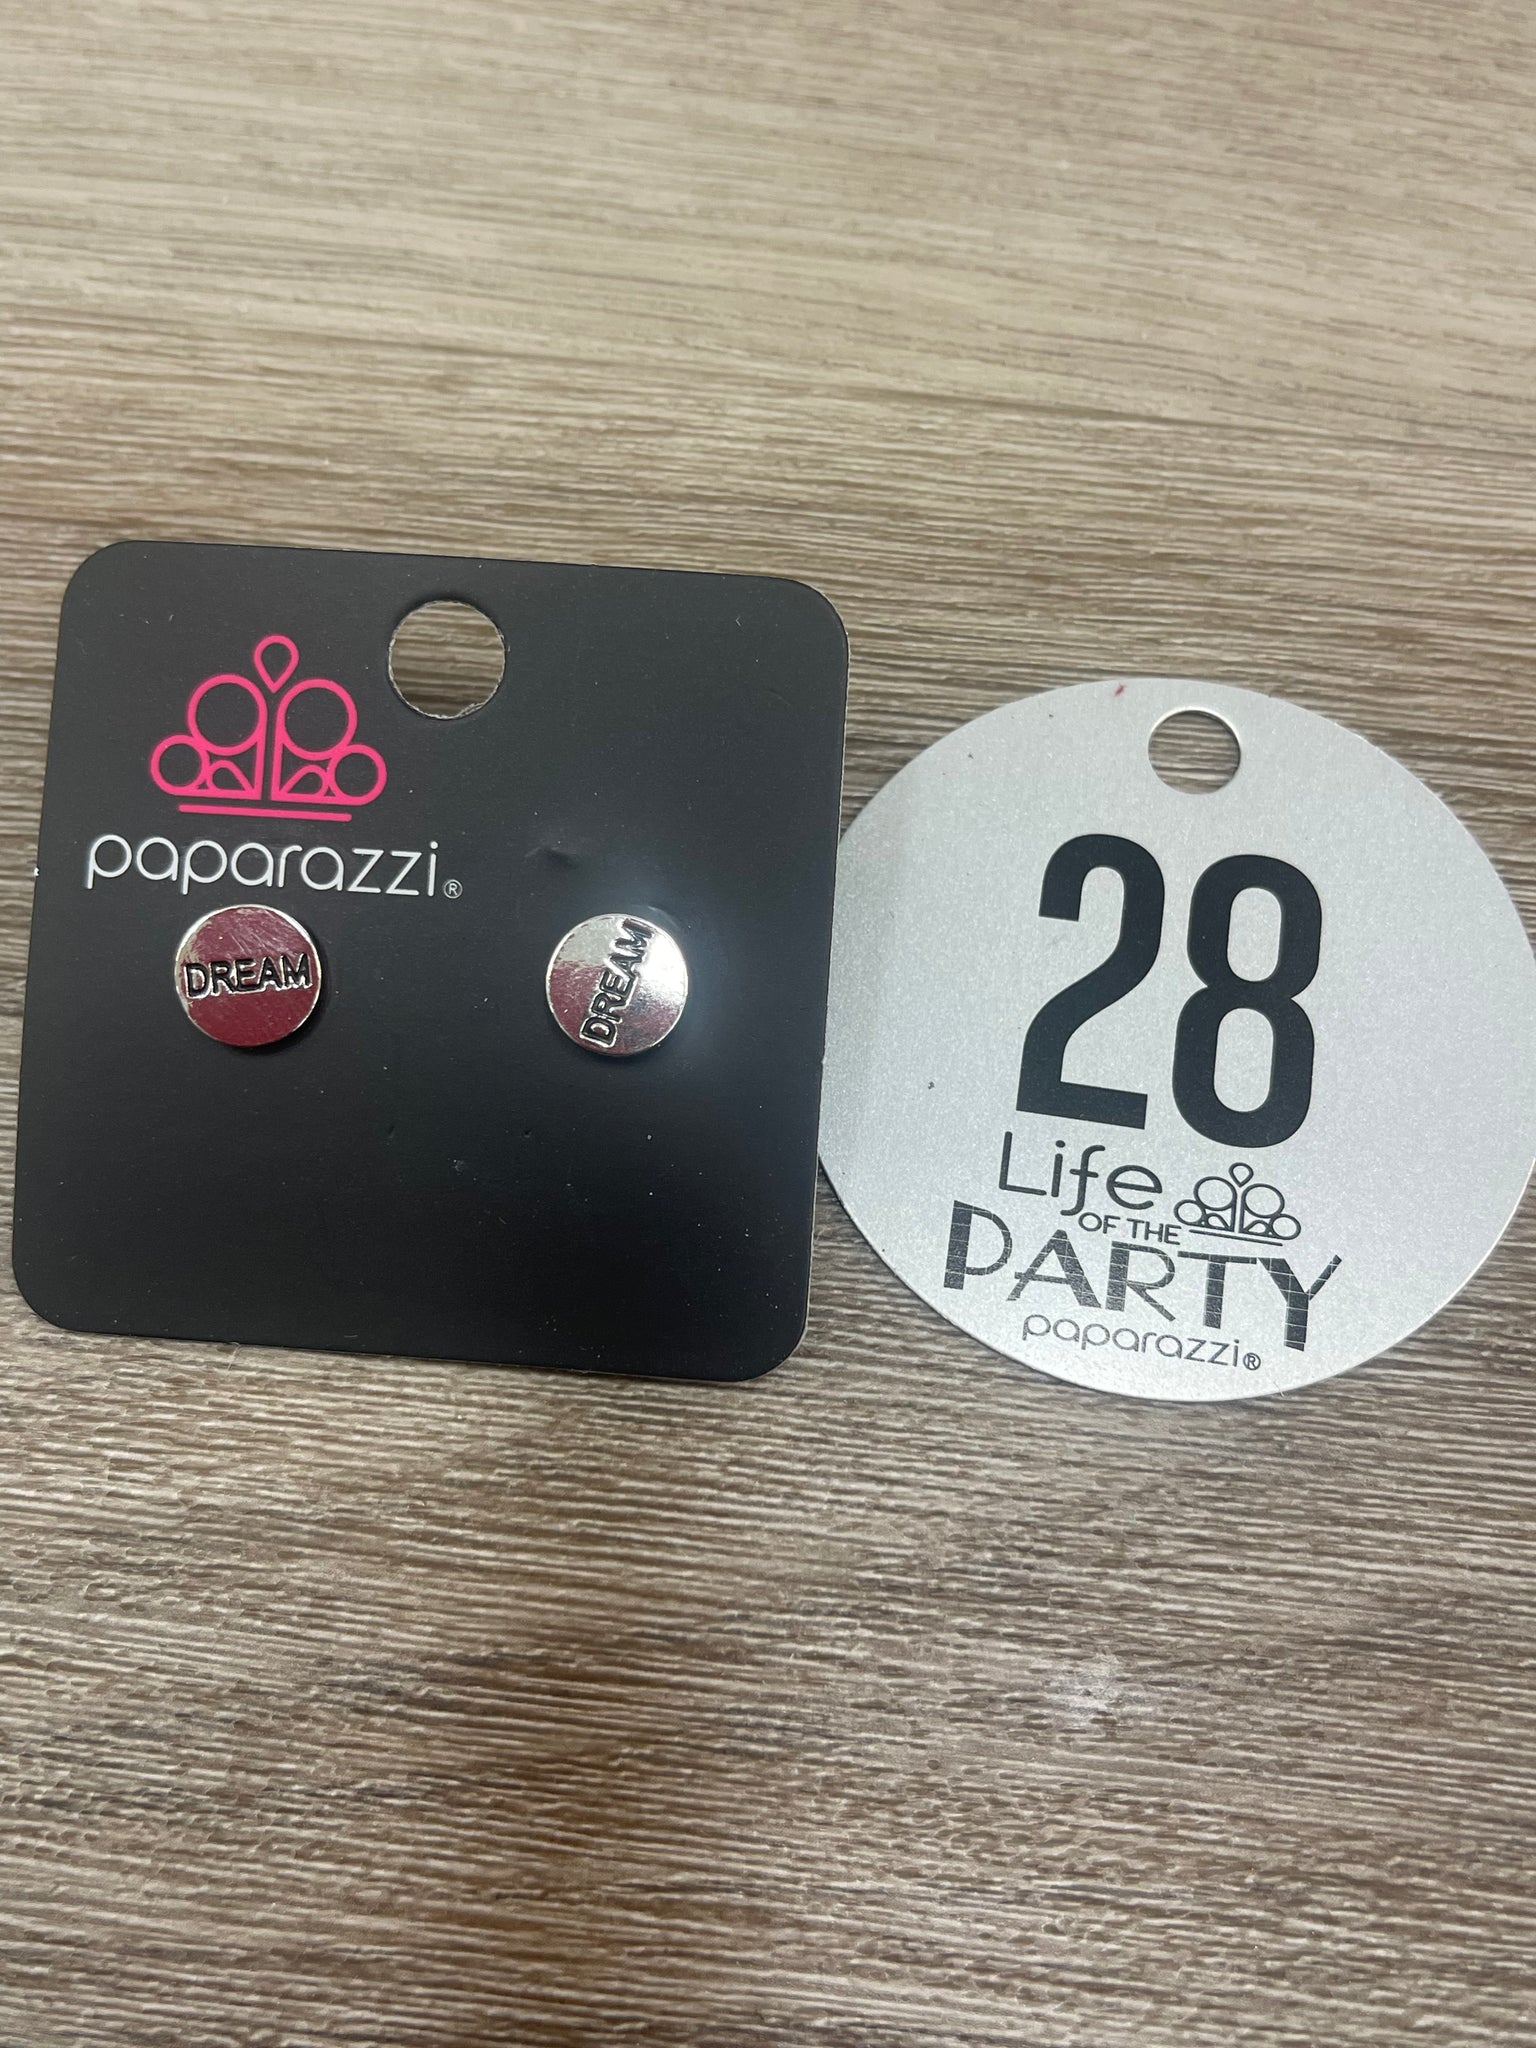 paparazzi®
DREAM
DREAM
28
Life
OF THE
PARTY
paparazzi®